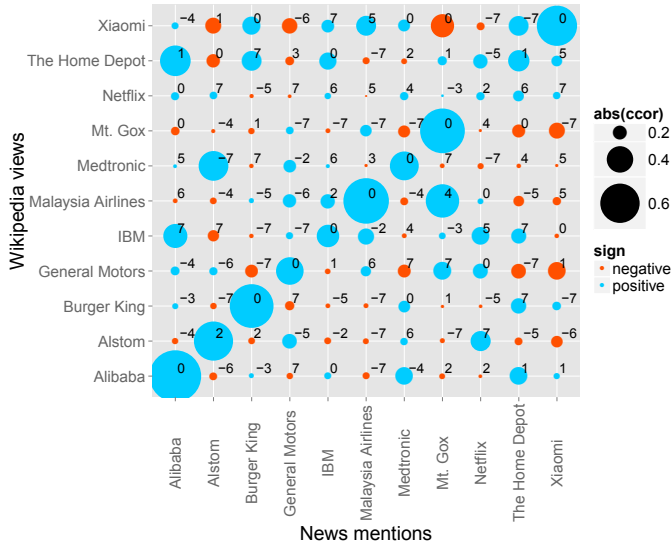 Wikipedia views
Xiaomi −4 1 0 −6 7 5 7 0 −7 −7 0
The Home Depot 1 0 7 3 0 −7 2 1 −5 1 5
Netflix 0 7 −5 7 6 5 4 −3 2 6 7
Mt. Gox 0 −4 1 −7 −7 −7 −7 0 4 0 −7
Medtronic 5 −7 7 −2 6 3 0 7 −7 4 5
Malaysia Airlines 6 −4 −5 −6 2 0 −4 4 0 −5 5
IBM 7 7 −7 −7 0 −2 4 −3 5 7 0
General Motors −4 −6 −7 0 1 6 7 7 0 −7 1
Burger King −3 −7 0 7 −5 −7 0 1 −5 7 −7
Alstom −4 2 2 −5 −2 −7 6 −7 7 −5 −6
Alibaba 0 −6 −3 7 0 −7 −4 2 2 1 1
Alibaba
Alstom
Burger King
General Motors
IBM
Malaysia Airlines
Medtronic
Mt. Gox
Netflix
The Home Depot
Xiaomi
News mentions
abs(ccor)
0.2
0.4
0.6
sign
negative
positive